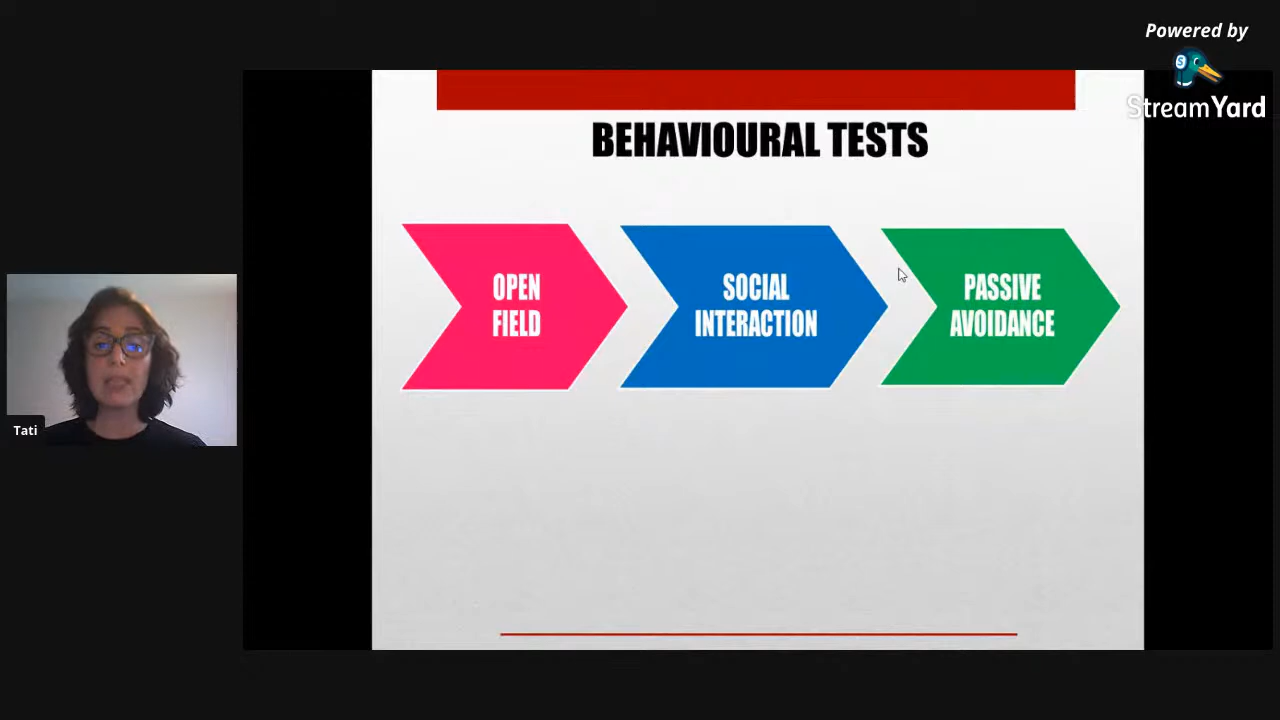 Powered by
StreamYard
BEHAVIOURAL TESTS
OPEN
FIELD
SOCIAL
INTERACTION
PASSIVE
AVOIDANCE
Tati